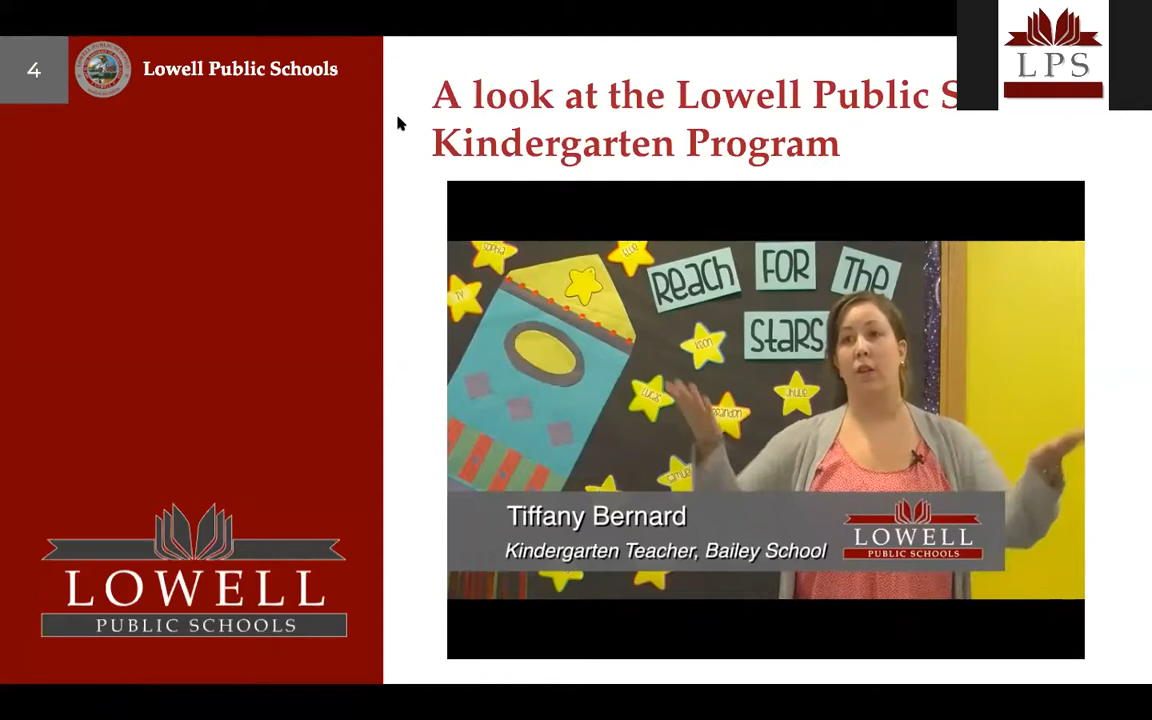 4
Lowell Public Schools
LPS
A look at the Lowell Public S
Kindergarten Program
REACH FOR The
STARS
LUCAS
Tiffany Bernard
Kindergarten Teacher, Bailey School
LOWELL
PUBLIC SCHOOLS
LOWELL
PUBLIC SCHOOLS